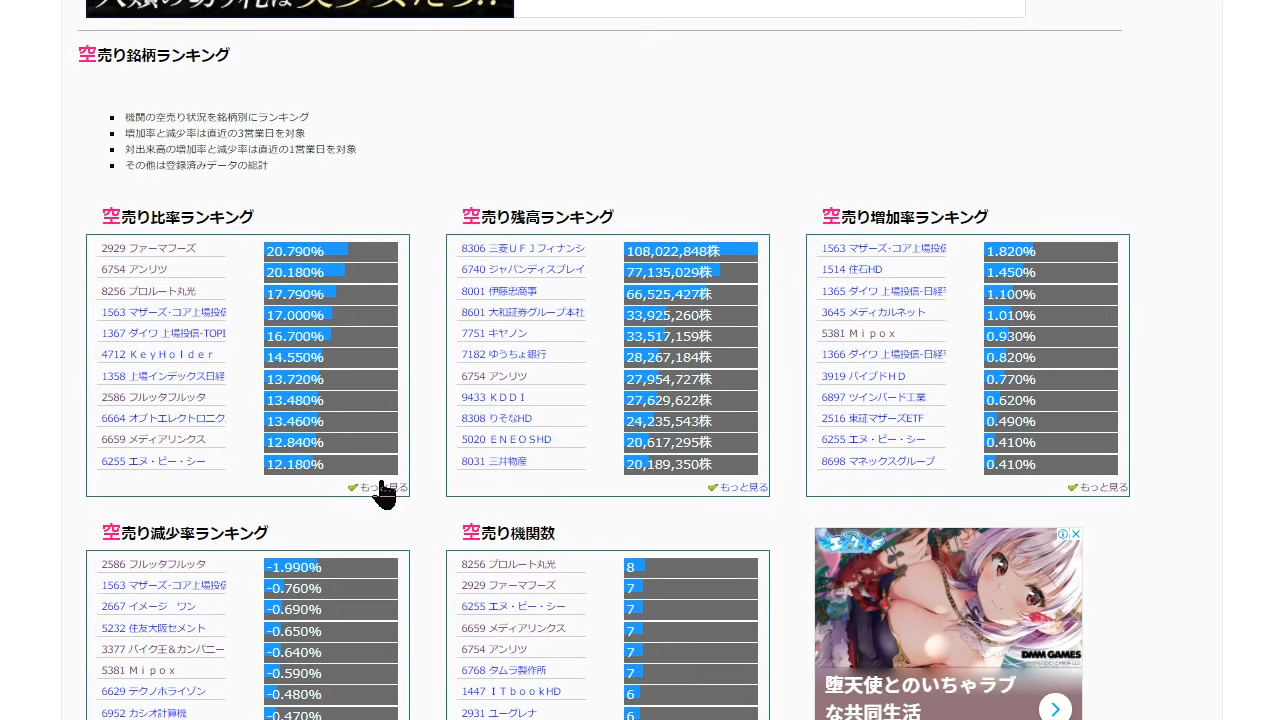 空売り銘柄ランキング
機関の空売り状況を銘柄別にランキング
増加率と減少率は直近の3営業日を対象
対出来高の増加率と減少率は直近の1営業日を対象
その他は登録済みデータの総計
空売り比率ランキング
2929 ファーマフーズ 20.790%
6754 アンリツ 20.180%
8256 プロルート丸光 17.790%
1563 マザーズ･コア上場投信 17.000%
1367 ダイワ 上場投信-TOPI 16.700%
4712 ＫｅｙＨｏｌｄｅｒ 14.550%
1358 上場インデックス日経 13.720%
2586 フルッタフルッタ 13.480%
6664 オプトエレクトロニク 13.460%
6659 メディアリンクス 12.840%
6255 エヌ・ピー・シー 12.180%
もっと見る
空売り残高ランキング
8306 三菱ＵＦＪフィナンシ 108,022,848株
6740 ジャパンディスプレイ 77,135,029株
8001 伊藤忠商事 66,525,427株
8601 大和証券グループ本社 33,925,260株
7751 キヤノン 33,517,159株
7182 ゆうちょ銀行 28,267,184株
6754 アンリツ 27,954,727株
9433 ＫＤＤＩ 27,629,622株
8308 りそなHD 24,235,543株
5020 ＥＮＥＯＳHD 20,617,295株
8031 三井物産 20,189,350株
もっと見る
空売り増加率ランキング
1563 マザーズ･コア上場投信 1.820%
1514 住石HD 1.450%
1365 ダイワ 上場投信-日経平 1.100%
3645 メディカルネット 1.010%
5381 Ｍｉｐｏｘ 0.930%
1366 ダイワ 上場投信-日経平 0.820%
3919 パイプドＨＤ 0.770%
6897 ツインバード工業 0.620%
2516 東証マザーズETF 0.490%
6255 エヌ・ピー・シー 0.410%
8698 マネックスグループ 0.410%
もっと見る
空売り減少率ランキング
2586 フルッタフルッタ -1.990%
1563 マザーズ･コア上場投信 -0.760%
2667 イメージ　ワン -0.690%
5232 住友大阪セメント -0.650%
3377 バイク王＆カンパニー -0.640%
5381 Ｍｉｐｏｘ -0.590%
6629 テクノホライゾン -0.480%
6952 カシオ計算機 -0.470%
空売り機関数
8256 プロルート丸光 8
2929 ファーマフーズ 7
6255 エヌ・ピー・シー 7
6659 メディアリンクス 7
6754 アンリツ 7
6768 タムラ製作所 7
1447 ＩＴｂｏｏｋHD 6
2931 ユーグレナ 6
DMM GAMES
堕天使とのいちゃラブ
な共同生活